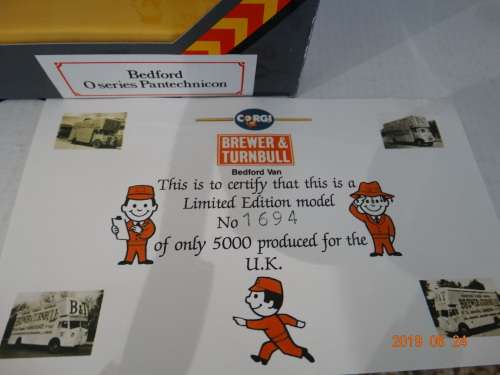 Bedford
O series Pantechnicon
CORGI
BREWER &
TURNBULL
Bedford Van
This is to certify that this is a
Limited Edition model
No 1694
of only 5000 produced for the
U.K.
B&T
2019 06 24